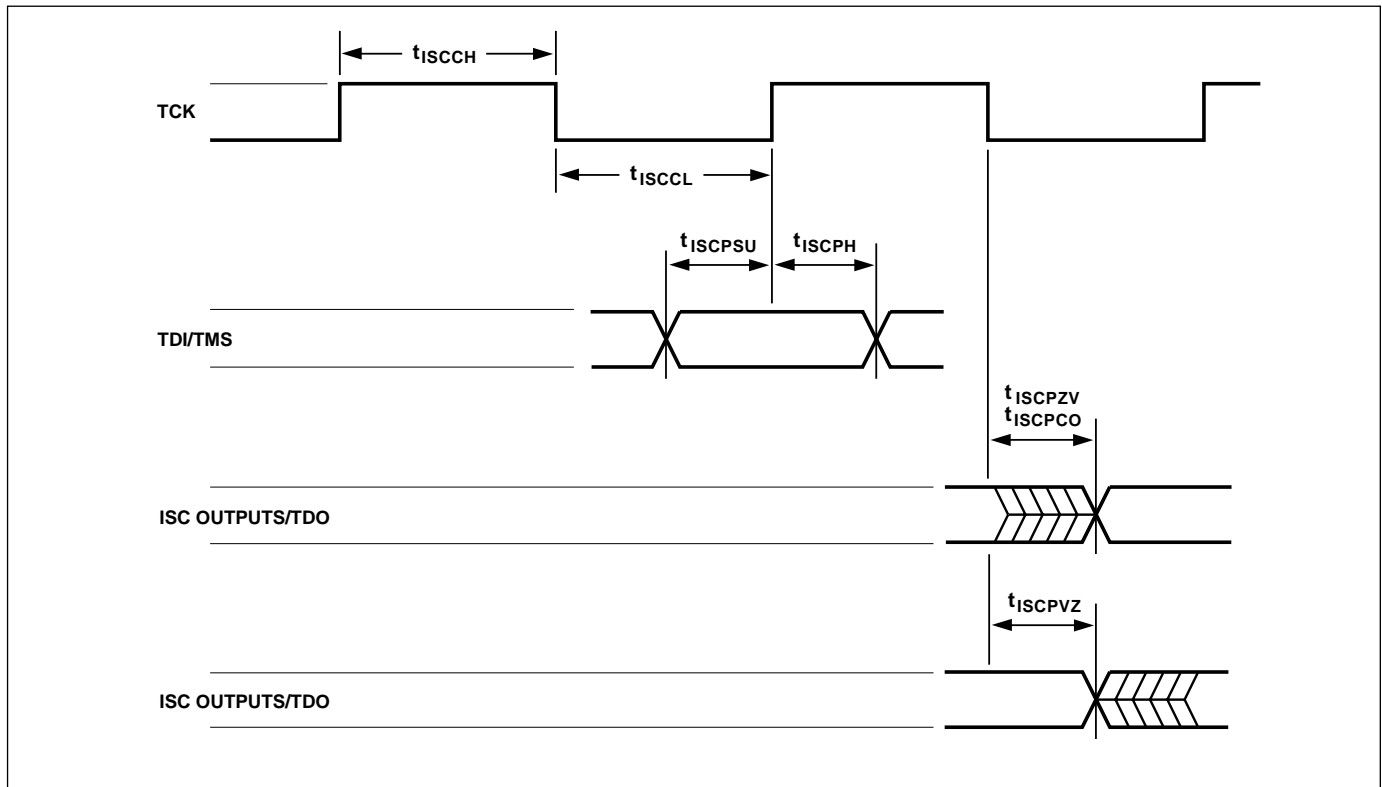 tISCCH
TCK
tISCCL
tISCPSU
tISCPH
TDI/TMS
tISCPZV
tISCPCO
ISC OUTPUTS/TDO
tISCPVZ
ISC OUTPUTS/TDO